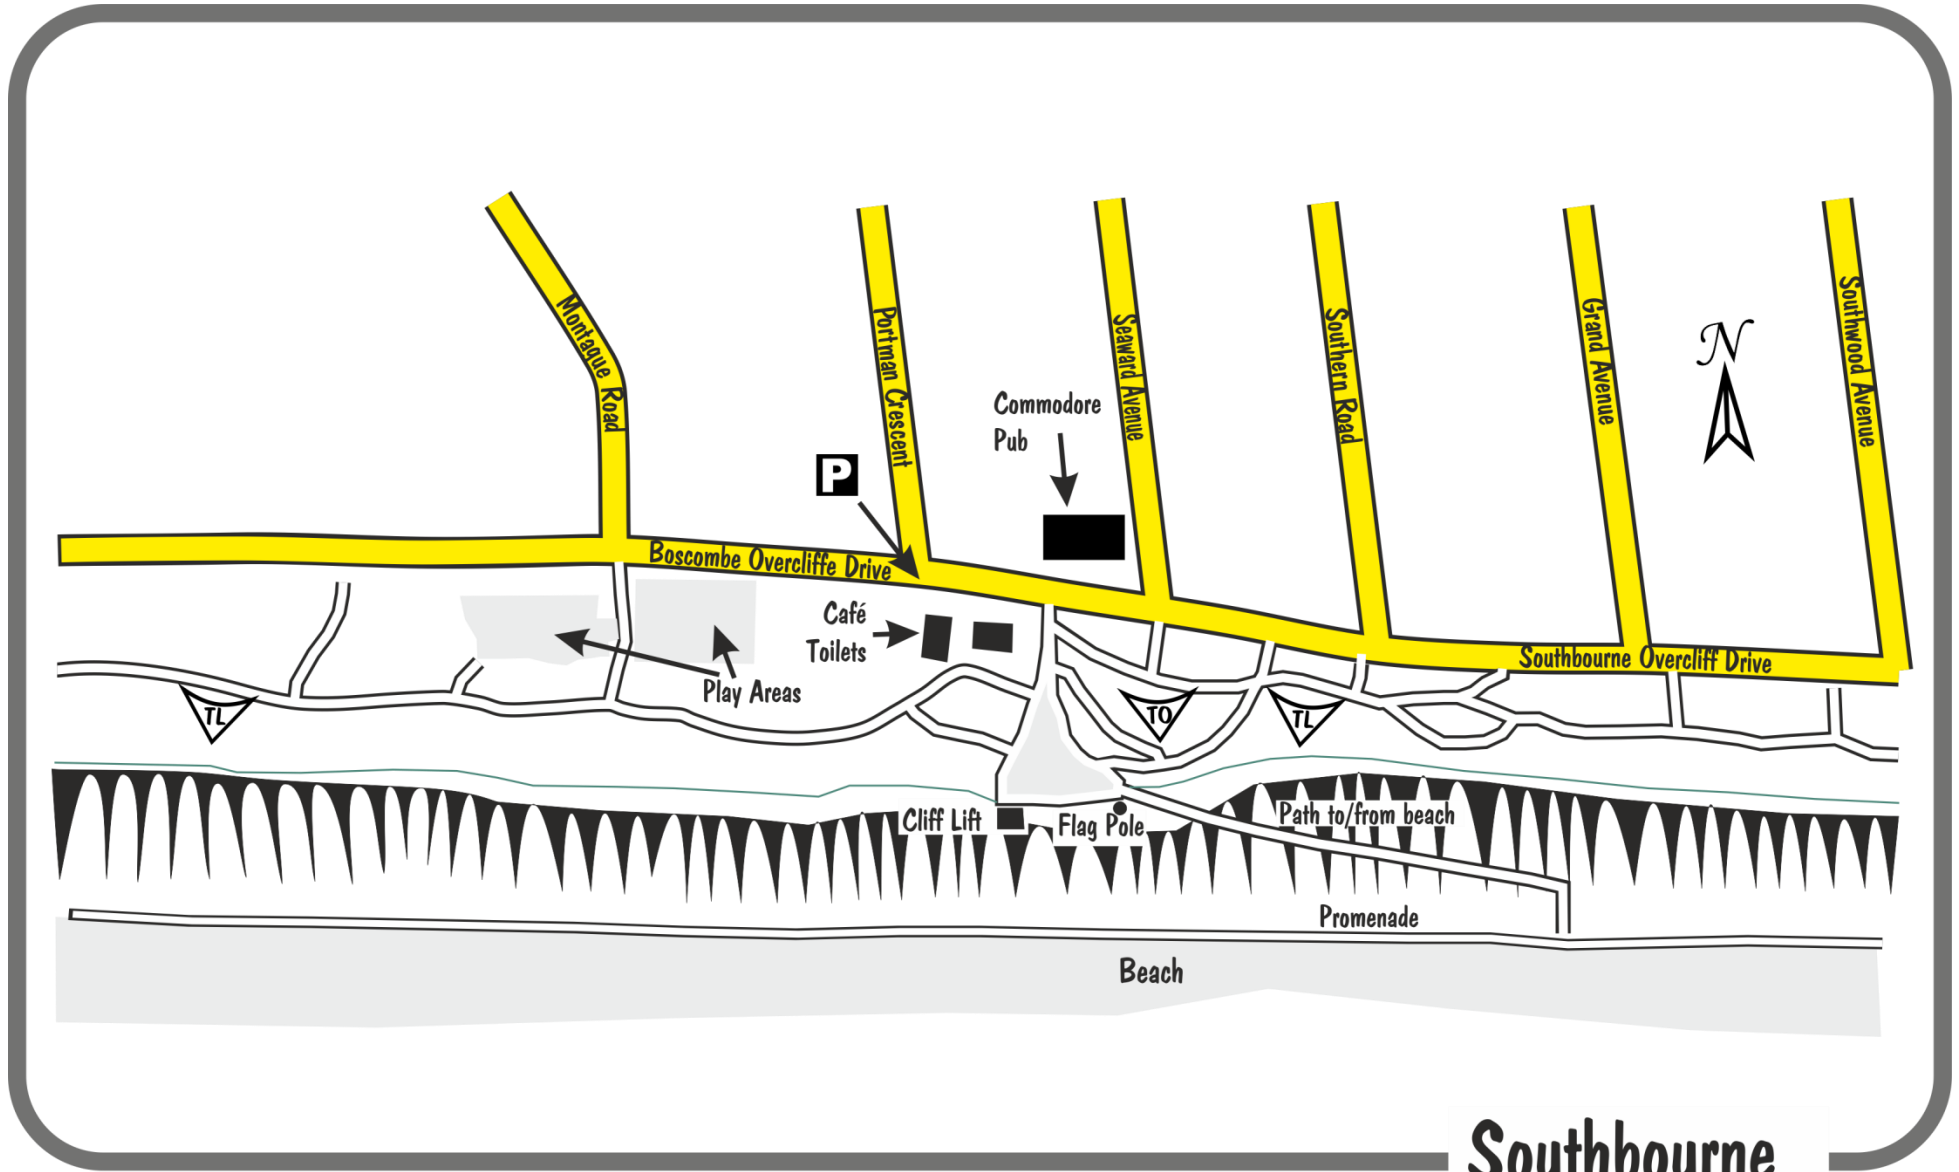 Montague Road
Portman Crescent
Seaward Avenue
Southern Road
Grand Avenue
Southwood Avenue
N
Commodore
Pub
P
Boscombe Overcliffe Drive
Café
Toilets
Play Areas
Southbourne Overcliff Drive
TL
TO
TL
Cliff Lift
Flag Pole
Path to/from beach
Promenade
Beach
Southbourne